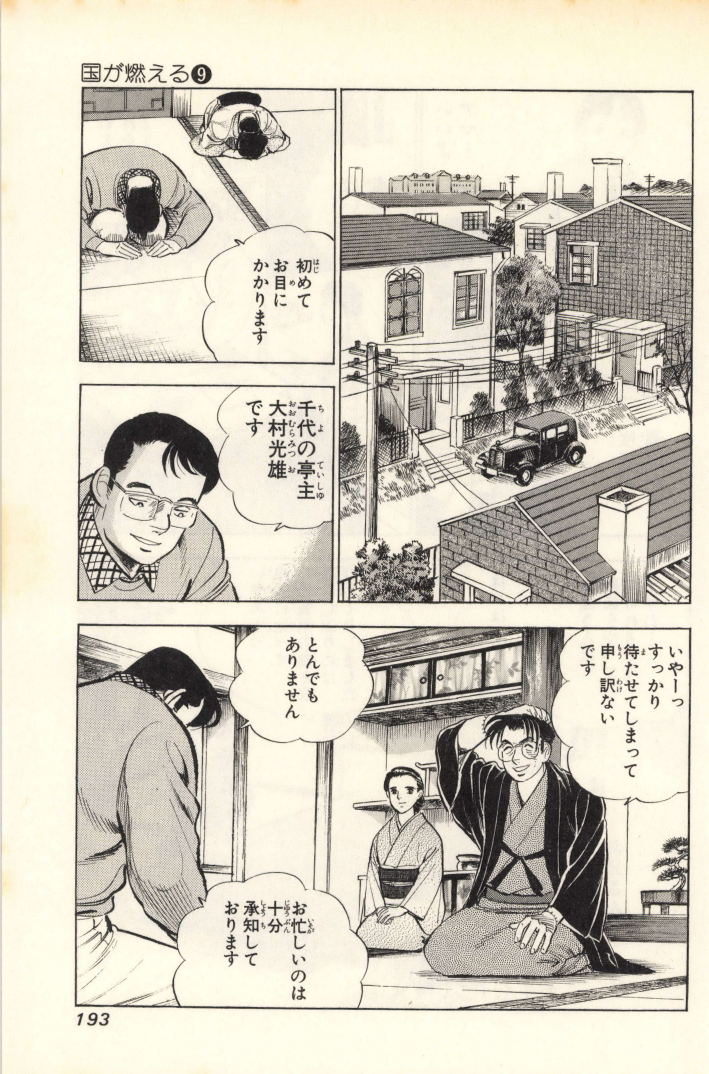 国が燃える❾
初めて
お目に
かかります
千代の亭主
大村光雄
です
いやーっ
すっかり
待たせてしまって
申し訳ない
です
とんでも
ありません
お忙しいのは
十分
承知して
おります
193